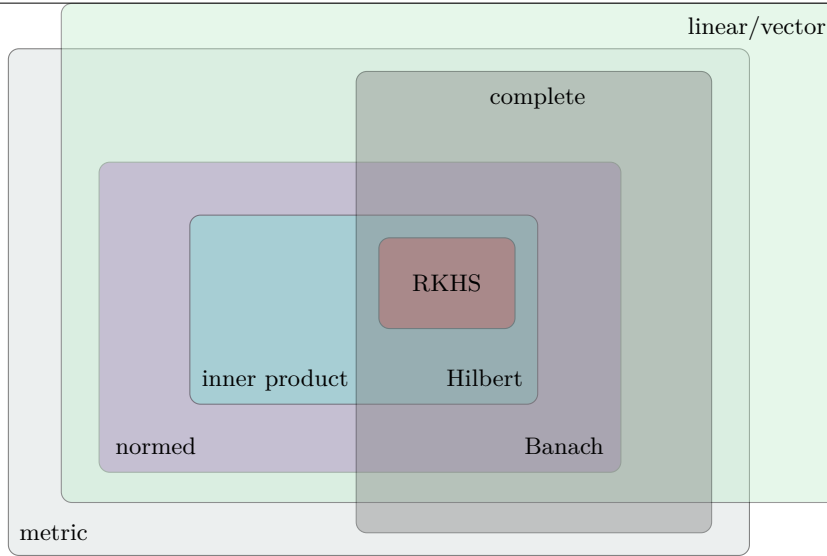 linear/vector
complete
RKHS
inner product
Hilbert
normed
Banach
metric